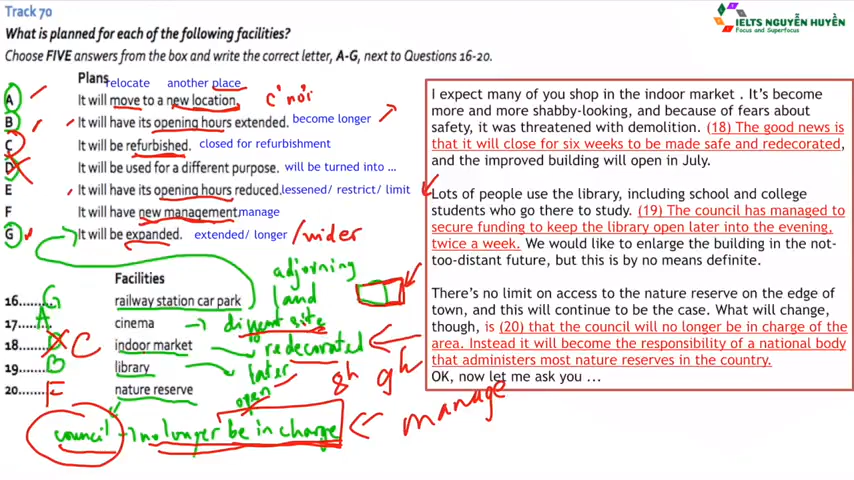 Track 70
IELTS NGUYỄN HUYỀN
Focus and Superfocus
What is planned for each of the following facilities?
Choose FIVE answers from the box and write the correct letter, A-G, next to Questions 16-20.
Plans
relocate another place
A It will move to a new location.
B It will have its opening hours extended. become longer
C It will be refurbished. closed for refurbishment
D It will be used for a different purpose. will be turned into ...
E It will have its opening hours reduced. lessened/ restrict/ limit
F It will have new management. manage
G It will be expanded. extended/ longer /wider
Facilities
16......... G railway station car park adjorning land
17......... A cinema → different site
18......... C indoor market → redecorated
19......... B library → later open 8h 9h
20......... F nature reserve
council → no longer be in charge ← manage
I expect many of you shop in the indoor market . It's become
more and more shabby-looking, and because of fears about
safety, it was threatened with demolition. (18) The good news is
that it will close for six weeks to be made safe and redecorated,
and the improved building will open in July.
Lots of people use the library, including school and college
students who go there to study. (19) The council has managed to
secure funding to keep the library open later into the evening,
twice a week. We would like to enlarge the building in the not-
too-distant future, but this is by no means definite.
There's no limit on access to the nature reserve on the edge of
town, and this will continue to be the case. What will change,
though, is (20) that the council will no longer be in charge of the
area. Instead it will become the responsibility of a national body
that administers most nature reserves in the country.
OK, now let me ask you ...